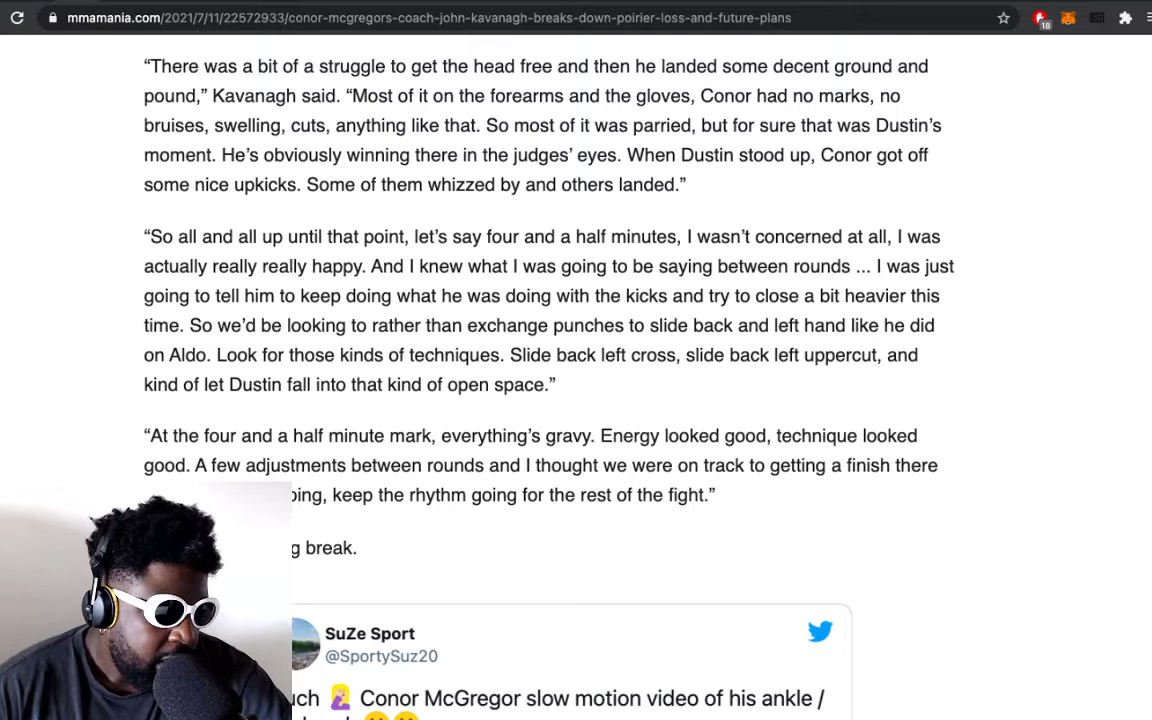 mmamania.com/2021/7/11/22572933/conor-mcgregors-coach-john-kavanagh-breaks-down-poirier-loss-and-future-plans
18
“There was a bit of a struggle to get the head free and then he landed some decent ground and
pound,” Kavanagh said. “Most of it on the forearms and the gloves, Conor had no marks, no
bruises, swelling, cuts, anything like that. So most of it was parried, but for sure that was Dustin’s
moment. He’s obviously winning there in the judges’ eyes. When Dustin stood up, Conor got off
some nice upkicks. Some of them whizzed by and others landed.”
“So all and all up until that point, let’s say four and a half minutes, I wasn’t concerned at all, I was
actually really really happy. And I knew what I was going to be saying between rounds ... I was just
going to tell him to keep doing what he was doing with the kicks and try to close a bit heavier this
time. So we’d be looking to rather than exchange punches to slide back and left hand like he did
on Aldo. Look for those kinds of techniques. Slide back left cross, slide back left uppercut, and
kind of let Dustin fall into that kind of open space.”
“At the four and a half minute mark, everything’s gravy. Energy looked good, technique looked
good. A few adjustments between rounds and I thought we were on track to getting a finish there
keep the rhythm going for the rest of the fight.”
break.
SuZe Sport
@SportySuz20
Conor McGregor slow motion video of his ankle /